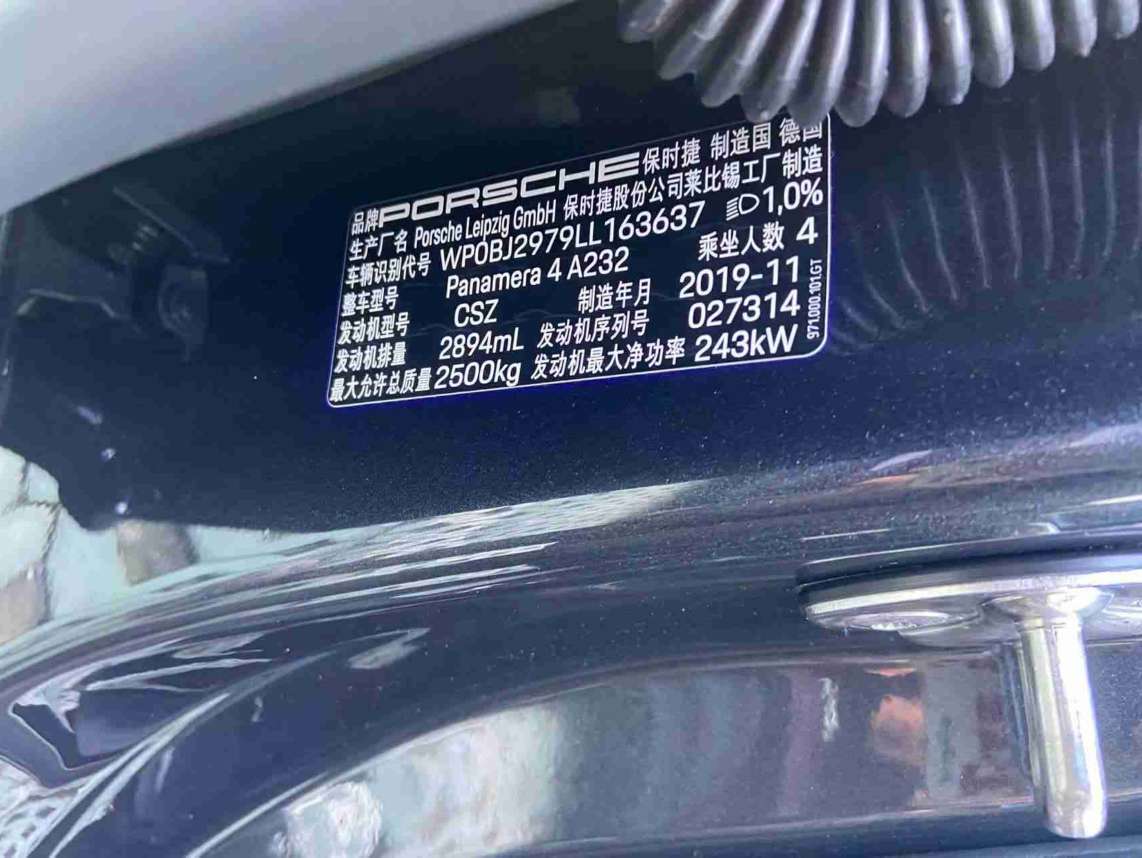 品牌 PORSCHE 保时捷 制造国 德国
生产厂名 Porsche Leipzig GmbH 保时捷股份公司莱比锡工厂制造
车辆识别代号 WP0BJ2979LL163637 1,0%
整车型号 Panamera 4 A232 乘坐人数 4
发动机型号 CSZ 制造年月 2019-11
发动机排量 2894mL 发动机序列号 027314
最大允许总质量 2500kg 发动机最大净功率 243kW
971.000.101.GT